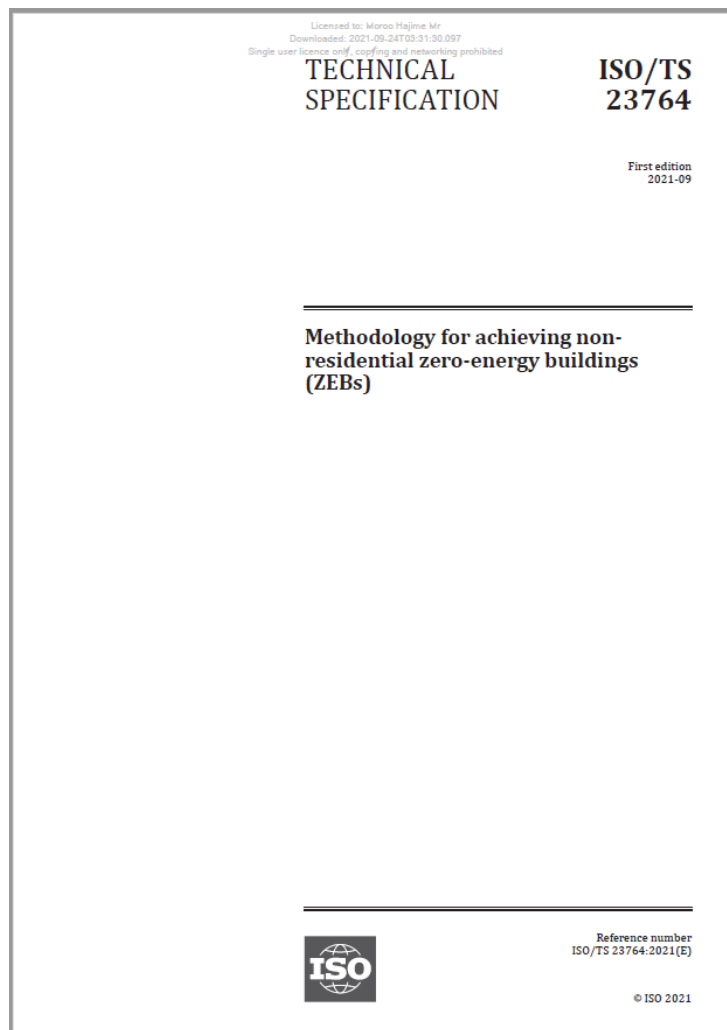 Licensed to: Moroo Hajime Mr
Downloaded: 2021-09-24T03:31:30.097
Single user licence only, copying and networking prohibited
TECHNICAL
SPECIFICATION
ISO/TS
23764
First edition
2021-09
Methodology for achieving non-
residential zero-energy buildings
(ZEBs)
ISO
Reference number
ISO/TS 23764:2021(E)
© ISO 2021